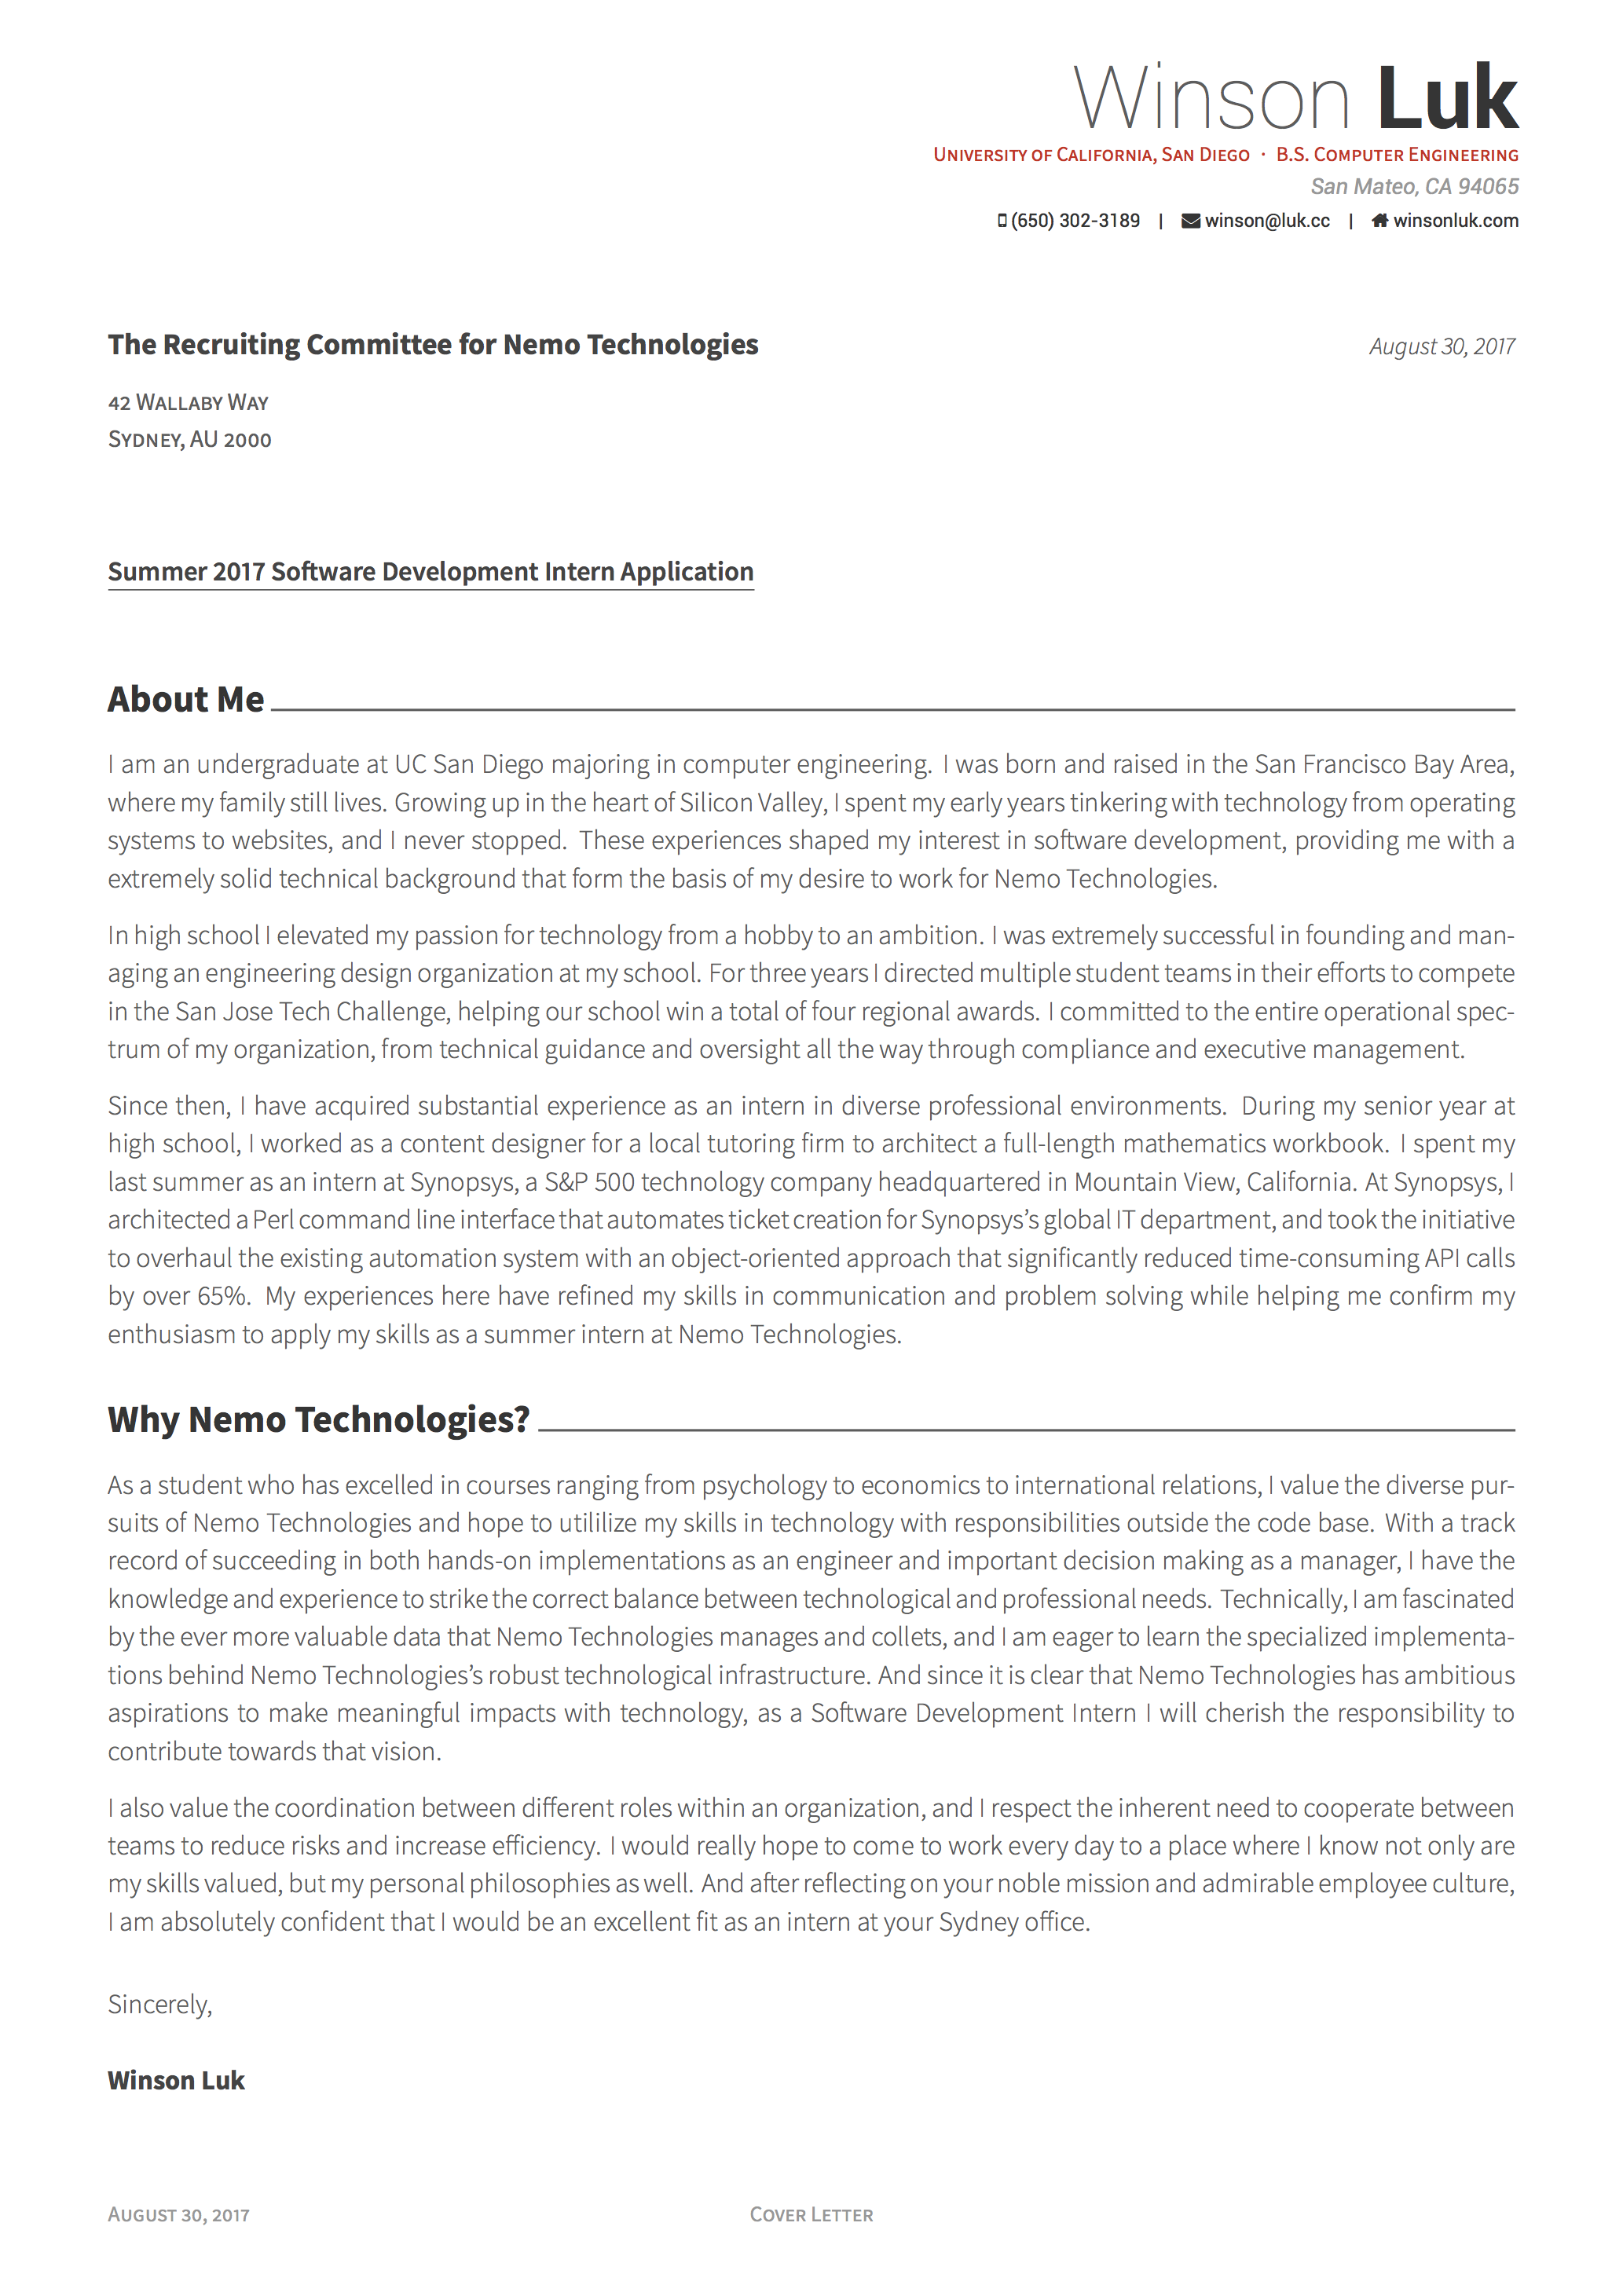 Winson Luk
University of California, San Diego · B.S. Computer Engineering
San Mateo, CA 94065
(650) 302-3189 | winson@luk.cc | winsonluk.com
The Recruiting Committee for Nemo Technologies
August 30, 2017
42 Wallaby Way
Sydney, AU 2000
Summer 2017 Software Development Intern Application
About Me
I am an undergraduate at UC San Diego majoring in computer engineering. I was born and raised in the San Francisco Bay Area,
where my family still lives. Growing up in the heart of Silicon Valley, I spent my early years tinkering with technology from operating
systems to websites, and I never stopped. These experiences shaped my interest in software development, providing me with a
extremely solid technical background that form the basis of my desire to work for Nemo Technologies.
In high school I elevated my passion for technology from a hobby to an ambition. I was extremely successful in founding and man-
aging an engineering design organization at my school. For three years I directed multiple student teams in their efforts to compete
in the San Jose Tech Challenge, helping our school win a total of four regional awards. I committed to the entire operational spec-
trum of my organization, from technical guidance and oversight all the way through compliance and executive management.
Since then, I have acquired substantial experience as an intern in diverse professional environments. During my senior year at
high school, I worked as a content designer for a local tutoring firm to architect a full-length mathematics workbook. I spent my
last summer as an intern at Synopsys, a S&P 500 technology company headquartered in Mountain View, California. At Synopsys, I
architected a Perl command line interface that automates ticket creation for Synopsys's global IT department, and took the initiative
to overhaul the existing automation system with an object-oriented approach that significantly reduced time-consuming API calls
by over 65%. My experiences here have refined my skills in communication and problem solving while helping me confirm my
enthusiasm to apply my skills as a summer intern at Nemo Technologies.
Why Nemo Technologies?
As a student who has excelled in courses ranging from psychology to economics to international relations, I value the diverse pur-
suits of Nemo Technologies and hope to utililize my skills in technology with responsibilities outside the code base. With a track
record of succeeding in both hands-on implementations as an engineer and important decision making as a manager, I have the
knowledge and experience to strike the correct balance between technological and professional needs. Technically, I am fascinated
by the ever more valuable data that Nemo Technologies manages and collets, and I am eager to learn the specialized implementa-
tions behind Nemo Technologies's robust technological infrastructure. And since it is clear that Nemo Technologies has ambitious
aspirations to make meaningful impacts with technology, as a Software Development Intern I will cherish the responsibility to
contribute towards that vision.
I also value the coordination between different roles within an organization, and I respect the inherent need to cooperate between
teams to reduce risks and increase efficiency. I would really hope to come to work every day to a place where I know not only are
my skills valued, but my personal philosophies as well. And after reflecting on your noble mission and admirable employee culture,
I am absolutely confident that I would be an excellent fit as an intern at your Sydney office.
Sincerely,
Winson Luk
August 30, 2017
Cover Letter